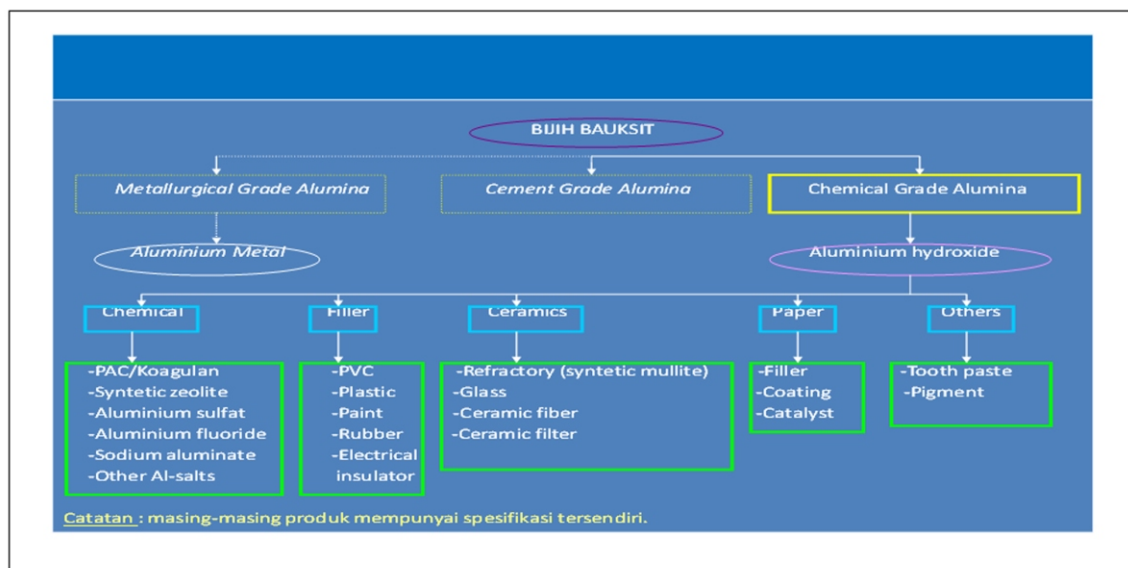 BIJIH BAUKSIT
Metallurgical Grade Alumina
Cement Grade Alumina
Chemical Grade Alumina
Aluminium Metal
Aluminium hydroxide
Chemical
Filler
Ceramics
Paper
Others
-PAC/Koagulan
-Syntetic zeolite
-Aluminium sulfat
-Aluminium fluoride
-Sodium aluminate
-Other Al-salts
-PVC
-Plastic
-Paint
-Rubber
-Electrical
insulator
-Refractory (syntetic mullite)
-Glass
-Ceramic fiber
-Ceramic filter
-Filler
-Coating
-Catalyst
-Tooth paste
-Pigment
Catatan : masing-masing produk mempunyai spesifikasi tersendiri.